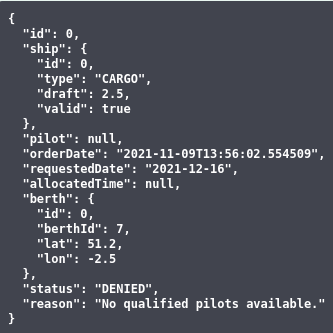 {
  "id": 0,
  "ship": {
    "id": 0,
    "type": "CARGO",
    "draft": 2.5,
    "valid": true
  },
  "pilot": null,
  "orderDate": "2021-11-09T13:56:02.554509",
  "requestedDate": "2021-12-16",
  "allocatedTime": null,
  "berth": {
    "id": 0,
    "berthId": 7,
    "lat": 51.2,
    "lon": -2.5
  },
  "status": "DENIED",
  "reason": "No qualified pilots available."
}